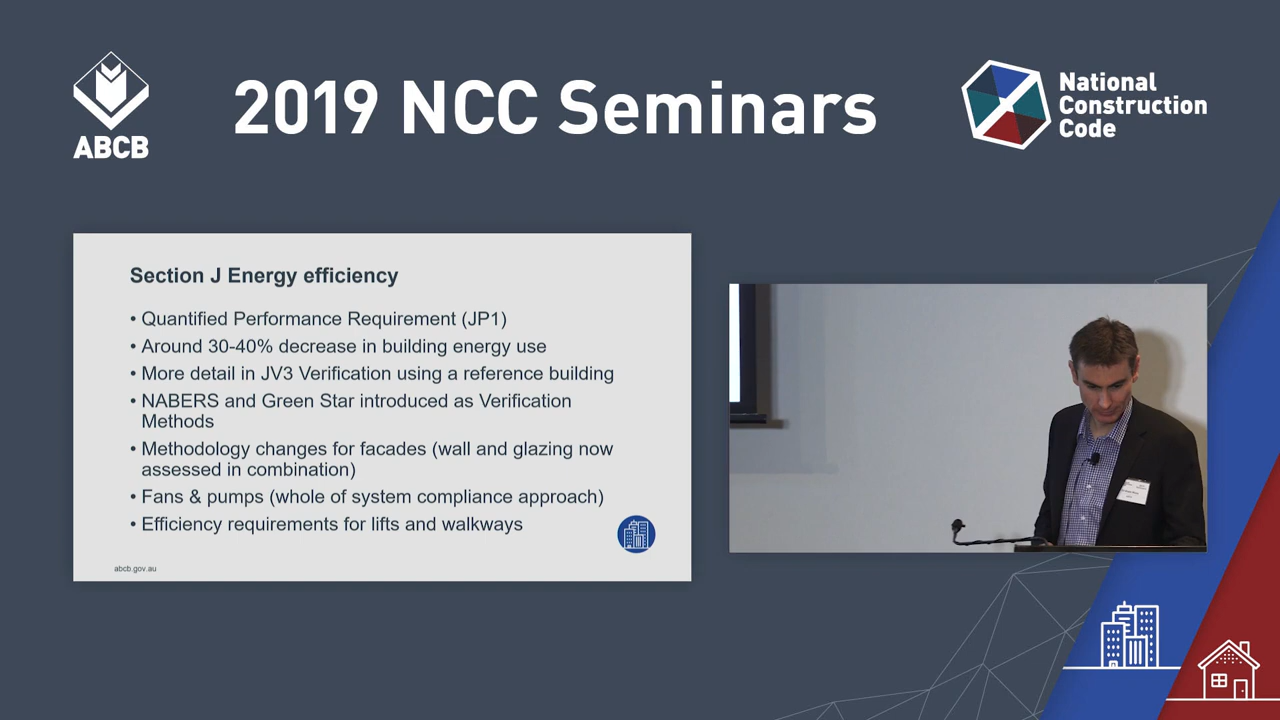 ABCB
2019 NCC Seminars
National
Construction
Code
Section J Energy efficiency
• Quantified Performance Requirement (JP1)
• Around 30-40% decrease in building energy use
• More detail in JV3 Verification using a reference building
• NABERS and Green Star introduced as Verification
Methods
• Methodology changes for facades (wall and glazing now
assessed in combination)
• Fans & pumps (whole of system compliance approach)
• Efficiency requirements for lifts and walkways
abcb.gov.au